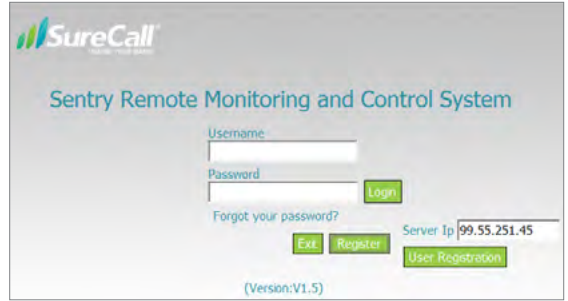 SureCall
Sentry Remote Monitoring and Control System
Username
Password
Login
Forgot your password?
Exit Register
Server Ip 99.55.251.45
User Registration
(Version:V1.5)